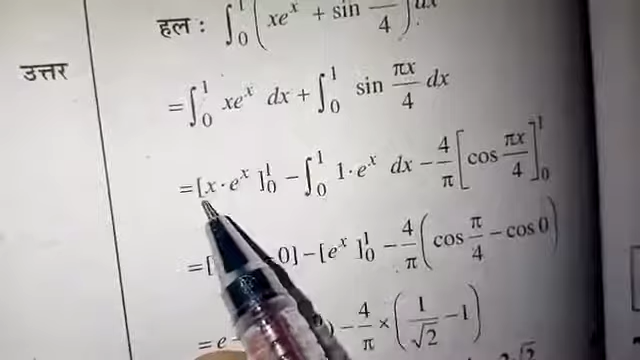 हल : ∫₀¹ (xeˣ + sin πx/4) dx
उत्तर
= ∫₀¹ xeˣ dx + ∫₀¹ sin πx/4 dx
= [x · eˣ]₀¹ − ∫₀¹ 1 · eˣ dx − 4/π [cos πx/4]₀¹
= [ 0] − [eˣ]₀¹ − 4/π (cos π/4 − cos 0)
= e − ) − 4/π × (1/√2 − 1)